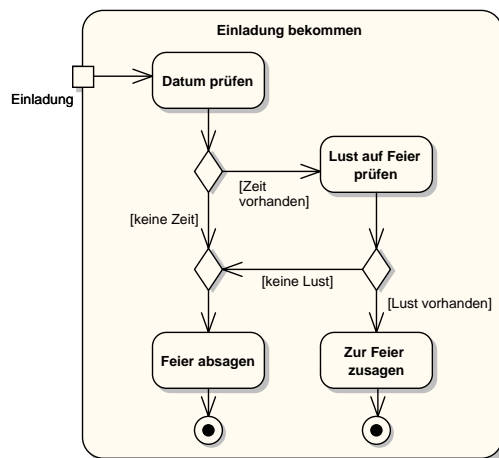 Einladung bekommen
Datum prüfen
Einladung
Lust auf Feier
prüfen
[Zeit
vorhanden]
[keine Zeit]
[keine Lust]
[Lust vorhanden]
Feier absagen
Zur Feier
zusagen